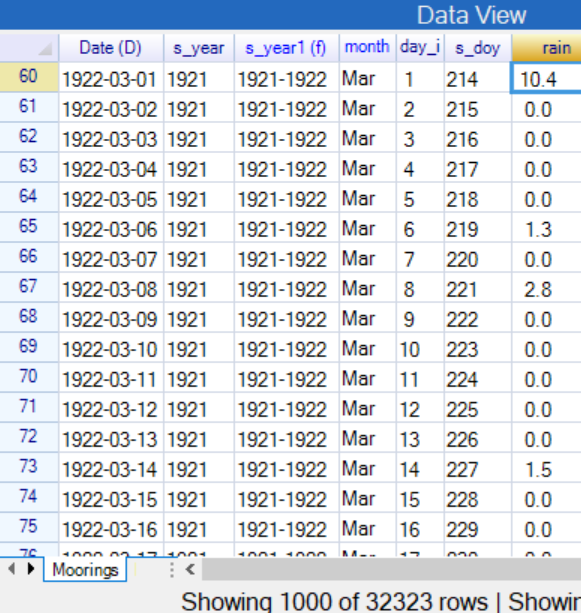 Data View
Date (D) s_year s_year1 (f) month day_i s_doy rain
60 1922-03-01 1921 1921-1922 Mar 1 214 10.4
61 1922-03-02 1921 1921-1922 Mar 2 215 0.0
62 1922-03-03 1921 1921-1922 Mar 3 216 0.0
63 1922-03-04 1921 1921-1922 Mar 4 217 0.0
64 1922-03-05 1921 1921-1922 Mar 5 218 0.0
65 1922-03-06 1921 1921-1922 Mar 6 219 1.3
66 1922-03-07 1921 1921-1922 Mar 7 220 0.0
67 1922-03-08 1921 1921-1922 Mar 8 221 2.8
68 1922-03-09 1921 1921-1922 Mar 9 222 0.0
69 1922-03-10 1921 1921-1922 Mar 10 223 0.0
70 1922-03-11 1921 1921-1922 Mar 11 224 0.0
71 1922-03-12 1921 1921-1922 Mar 12 225 0.0
72 1922-03-13 1921 1921-1922 Mar 13 226 0.0
73 1922-03-14 1921 1921-1922 Mar 14 227 1.5
74 1922-03-15 1921 1921-1922 Mar 15 228 0.0
75 1922-03-16 1921 1921-1922 Mar 16 229 0.0
Moorings
Showing 1000 of 32323 rows | Showin